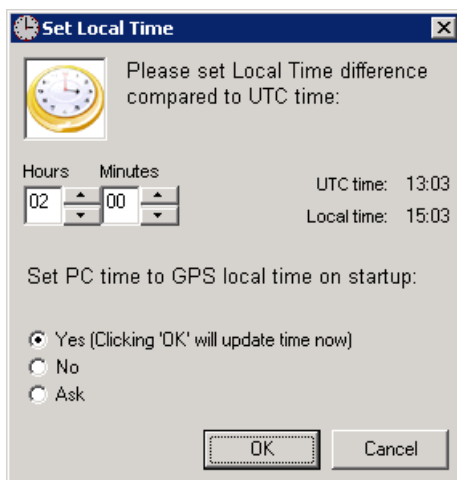 Set Local Time
Please set Local Time difference
compared to UTC time:
Hours Minutes
02 00
UTC time: 13:03
Local time: 15:03
Set PC time to GPS local time on startup:
Yes (Clicking 'OK' will update time now)
No
Ask
OK Cancel